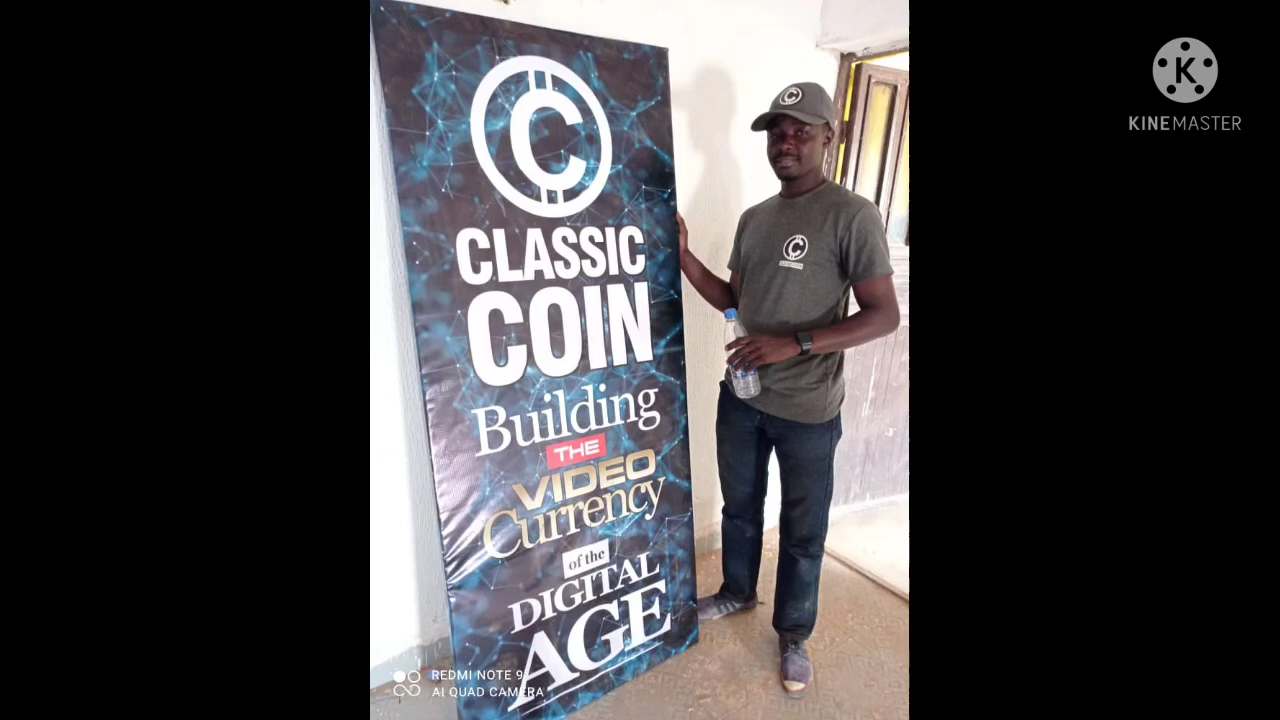 CLASSIC
COIN
Building
THE
VIDEO
Currency
of the
DIGITAL
AGE
REDMI NOTE 9
AI QUAD CAMERA
K
KINEMASTER